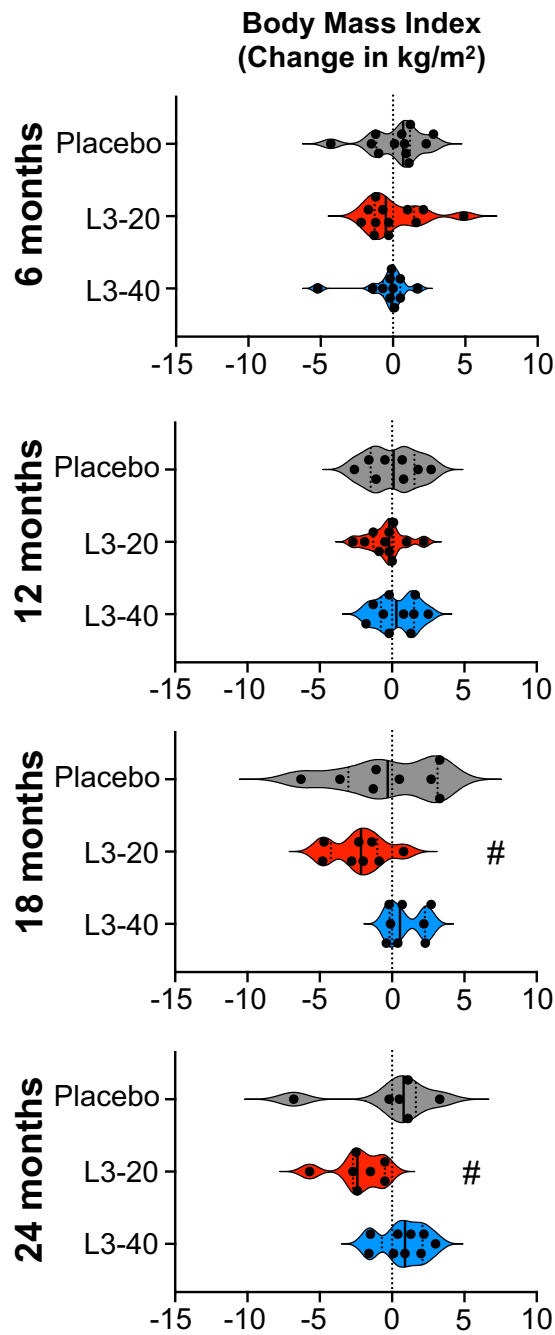 Body Mass Index
(Change in kg/m²)
6 months
Placebo
L3-20
L3-40
-15 -10 -5 0 5 10
12 months
Placebo
L3-20
L3-40
-15 -10 -5 0 5 10
18 months
Placebo
L3-20 #
L3-40
-15 -10 -5 0 5 10
24 months
Placebo
L3-20 #
L3-40
-15 -10 -5 0 5 10